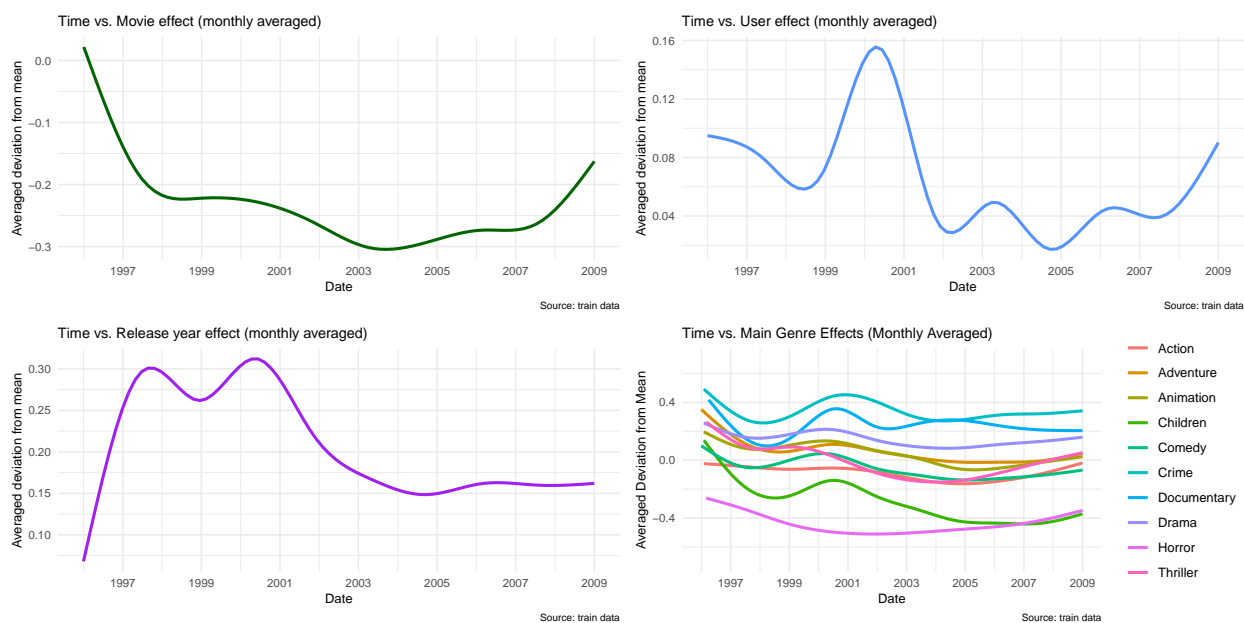 Time vs. Movie effect (monthly averaged)
Averaged deviation from mean
0.0
−0.1
−0.2
−0.3
1997
1999
2001
2003
2005
2007
2009
Date
Source: train data
Time vs. User effect (monthly averaged)
Averaged deviation from mean
0.16
0.12
0.08
0.04
1997
1999
2001
2003
2005
2007
2009
Date
Source: train data
Time vs. Release year effect (monthly averaged)
Averaged deviation from mean
0.30
0.25
0.20
0.15
0.10
1997
1999
2001
2003
2005
2007
2009
Date
Source: train data
Time vs. Main Genre Effects (Monthly Averaged)
Averaged Deviation from Mean
0.4
0.0
−0.4
1997
1999
2001
2003
2005
2007
2009
Date
Source: train data
Action
Adventure
Animation
Children
Comedy
Crime
Documentary
Drama
Horror
Thriller